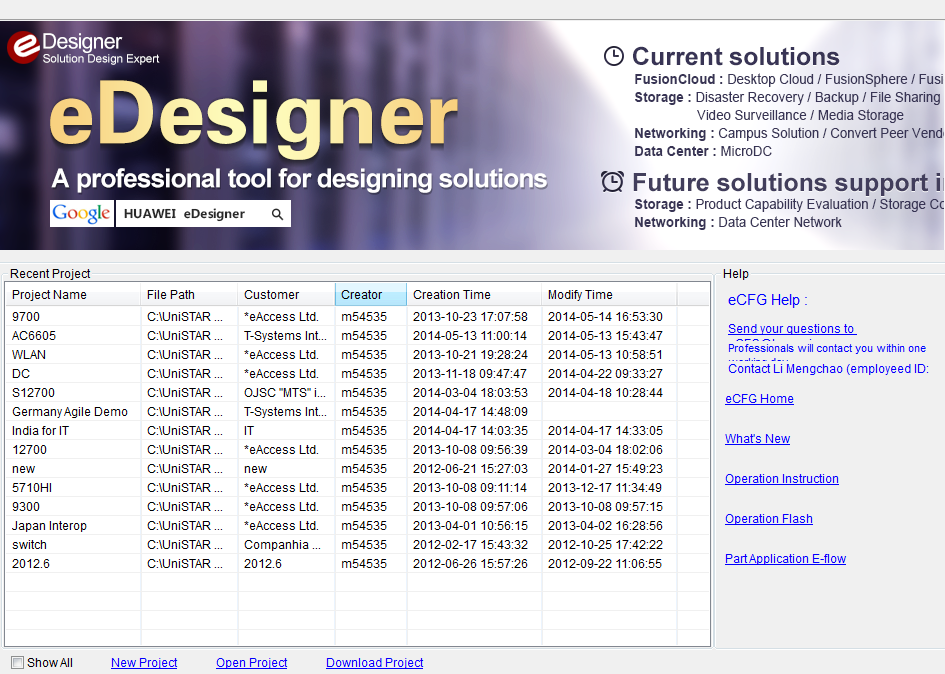 eDesigner
Solution Design Expert
eDesigner
A professional tool for designing solutions
Google HUAWEI eDesigner
Current solutions
FusionCloud : Desktop Cloud / FusionSphere / Fusi
Storage : Disaster Recovery / Backup / File Sharing
Video Surveillance / Media Storage
Networking : Campus Solution / Convert Peer Vend
Data Center : MicroDC
Future solutions support i
Storage : Product Capability Evaluation / Storage Co
Networking : Data Center Network
Recent Project
Project Name File Path Customer Creator Creation Time Modify Time
9700 C:\UniSTAR ... *eAccess Ltd. m54535 2013-10-23 17:07:58 2014-05-14 16:53:30
AC6605 C:\UniSTAR ... T-Systems Int... m54535 2014-05-13 11:00:14 2014-05-13 15:43:47
WLAN C:\UniSTAR ... *eAccess Ltd. m54535 2013-10-21 19:28:24 2014-05-13 10:58:51
DC C:\UniSTAR ... *eAccess Ltd. m54535 2013-11-18 09:47:47 2014-04-22 09:33:27
S12700 C:\UniSTAR ... OJSC "MTS" i... m54535 2014-03-04 18:03:53 2014-04-18 10:28:44
Germany Agile Demo C:\UniSTAR ... T-Systems Int... m54535 2014-04-17 14:48:09
India for IT C:\UniSTAR ... IT m54535 2014-04-17 14:03:35 2014-04-17 14:33:05
12700 C:\UniSTAR ... *eAccess Ltd. m54535 2013-10-08 09:56:39 2014-03-04 18:02:06
new C:\UniSTAR ... new m54535 2012-06-21 15:27:03 2014-01-27 15:49:23
5710HI C:\UniSTAR ... *eAccess Ltd. m54535 2013-10-08 09:11:14 2013-12-17 11:34:49
9300 C:\UniSTAR ... *eAccess Ltd. m54535 2013-10-08 09:57:06 2013-10-08 09:57:15
Japan Interop C:\UniSTAR ... *eAccess Ltd. m54535 2013-04-01 10:56:15 2013-04-02 16:28:56
switch C:\UniSTAR ... Companhia ... m54535 2012-02-17 15:43:32 2012-10-25 17:42:22
2012.6 C:\UniSTAR ... 2012.6 m54535 2012-06-26 15:57:26 2012-09-22 11:06:55
Help
eCFG Help :
Send your questions to
Professionals will contact you within one
Contact Li Mengchao (employeed ID:
eCFG Home
What's New
Operation Instruction
Operation Flash
Part Application E-flow
Show All New Project Open Project Download Project